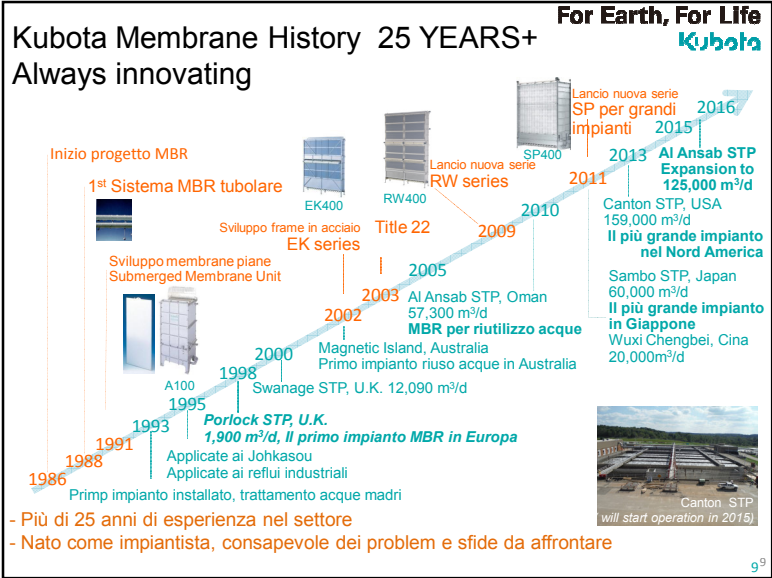 For Earth, For Life
Kubota
Kubota Membrane History 25 YEARS+
Always innovating
Inizio progetto MBR
1st Sistema MBR tubolare
Sviluppo membrane piane
Submerged Membrane Unit
A100
Sviluppo frame in acciaio
EK series
EK400
Title 22
RW400
Lancio nuova serie
RW series
SP400
Lancio nuova serie
SP per grandi
impianti
1986
1988
1991
1993
1995
1998
2000
2002
2003
2005
2009
2010
2011
2013
2015
2016
Primp impianto installato, trattamento acque madri
Applicate ai Johkasou
Applicate ai reflui industriali
Porlock STP, U.K.
1,900 m³/d, Il primo impianto MBR in Europa
Swanage STP, U.K. 12,090 m³/d
Magnetic Island, Australia
Primo impianto riuso acque in Australia
Al Ansab STP, Oman
57,300 m³/d
MBR per riutilizzo acque
Al Ansab STP
Expansion to
125,000 m³/d
Canton STP, USA
159,000 m³/d
Il più grande impianto
nel Nord America
Sambo STP, Japan
60,000 m³/d
Il più grande impianto
in Giappone
Wuxi Chengbei, Cina
20,000m³/d
Canton STP
will start operation in 2015)
- Più di 25 anni di esperienza nel settore
- Nato come impiantista, consapevole dei problem e sfide da affrontare
9 9